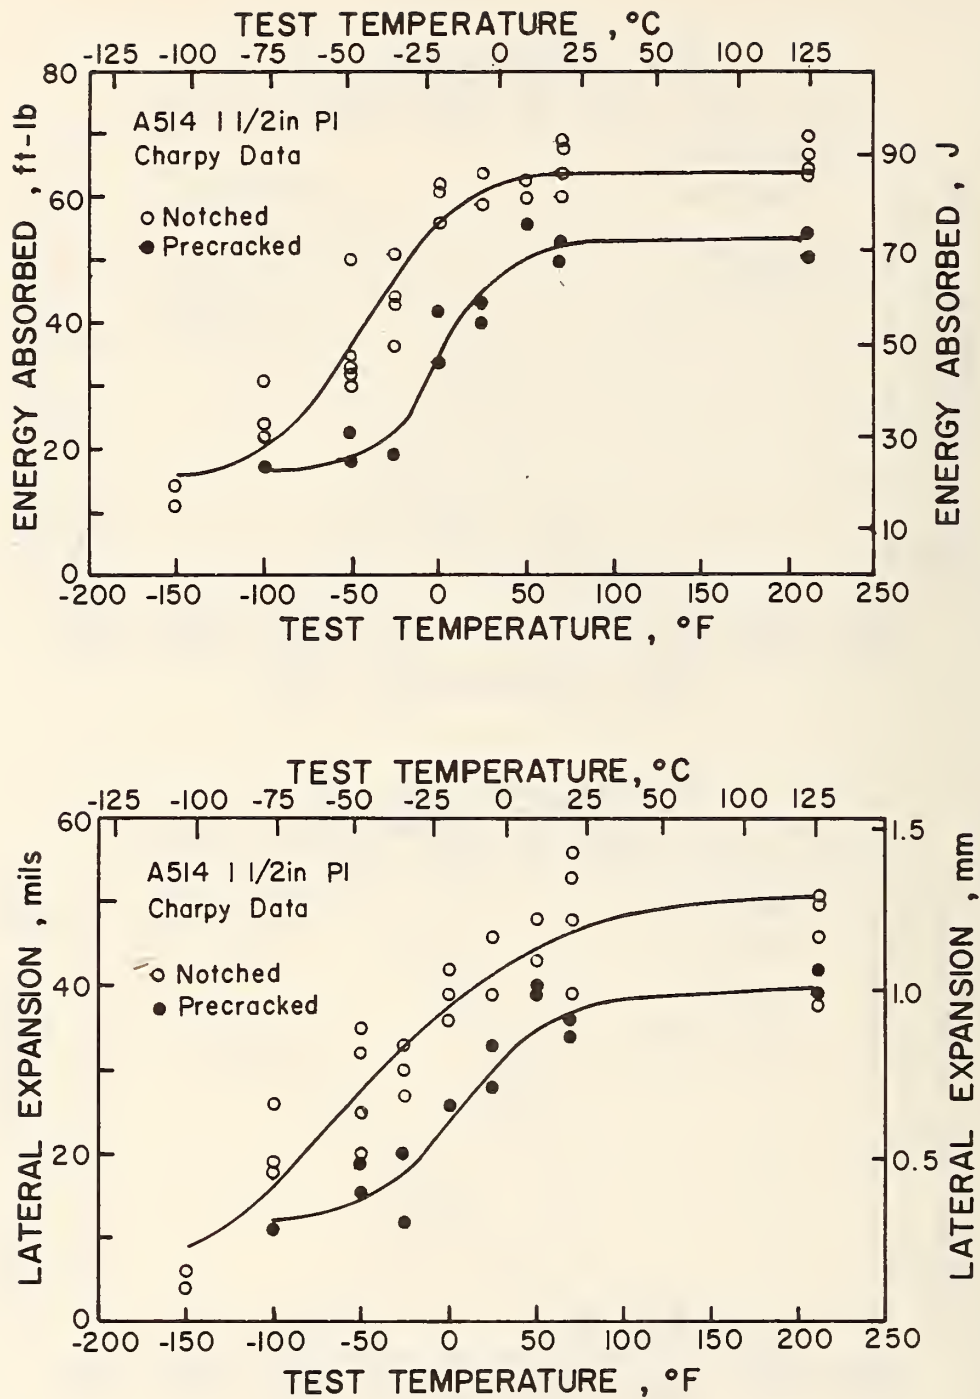 TEST TEMPERATURE , °C
-125 -100 -75 -50 -25 0 25 50 100 125
80
60
40
20
0
ENERGY ABSORBED , ft-lb
A514 1 1/2in Pl
Charpy Data
○ Notched
● Precracked
90
70
50
30
10
ENERGY ABSORBED , J
-200 -150 -100 -50 0 50 100 150 200 250
TEST TEMPERATURE , °F
TEST TEMPERATURE, °C
-125 -100 -75 -50 -25 0 25 50 100 125
60
40
20
0
LATERAL EXPANSION , mils
A514 1 1/2in Pl
Charpy Data
○ Notched
● Precracked
1.5
1.0
0.5
LATERAL EXPANSION , mm
-200 -150 -100 -50 0 50 100 150 200 250
TEST TEMPERATURE , °F